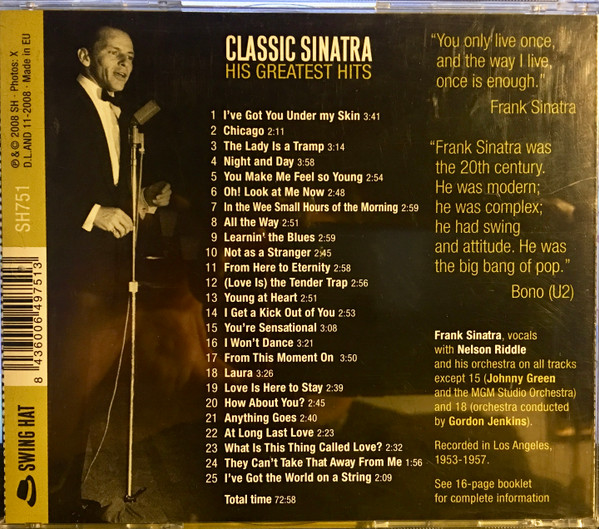 ℗&© 2008 SH · Photos: X
D.L.AND 11-2008 · Made in EU
SH751
8 436006 497513
SWING HAT
CLASSIC SINATRA
HIS GREATEST HITS
1 I've Got You Under my Skin 3:41
2 Chicago 2:11
3 The Lady Is a Tramp 3:14
4 Night and Day 3:58
5 You Make Me Feel so Young 2:54
6 Oh! Look at Me Now 2:48
7 In the Wee Small Hours of the Morning 2:59
8 All the Way 2:51
9 Learnin' the Blues 2:59
10 Not as a Stranger 2:45
11 From Here to Eternity 2:58
12 (Love Is) the Tender Trap 2:56
13 Young at Heart 2:51
14 I Get a Kick Out of You 2:53
15 You're Sensational 3:08
16 I Won't Dance 3:21
17 From This Moment On 3:50
18 Laura 3:26
19 Love Is Here to Stay 2:39
20 How About You? 2:45
21 Anything Goes 2:40
22 At Long Last Love 2:23
23 What Is This Thing Called Love? 2:32
24 They Can't Take That Away From Me 1:56
25 I've Got the World on a String 2:09
Total time 72:58
"You only live once,
and the way I live,
once is enough."
Frank Sinatra
"Frank Sinatra was
the 20th century.
He was modern;
he was complex;
he had swing
and attitude. He was
the big bang of pop."
Bono (U2)
Frank Sinatra, vocals
with Nelson Riddle
and his orchestra on all tracks
except 15 (Johnny Green
and the MGM Studio Orchestra)
and 18 (orchestra conducted
by Gordon Jenkins).
Recorded in Los Angeles,
1953-1957.
See 16-page booklet
for complete information